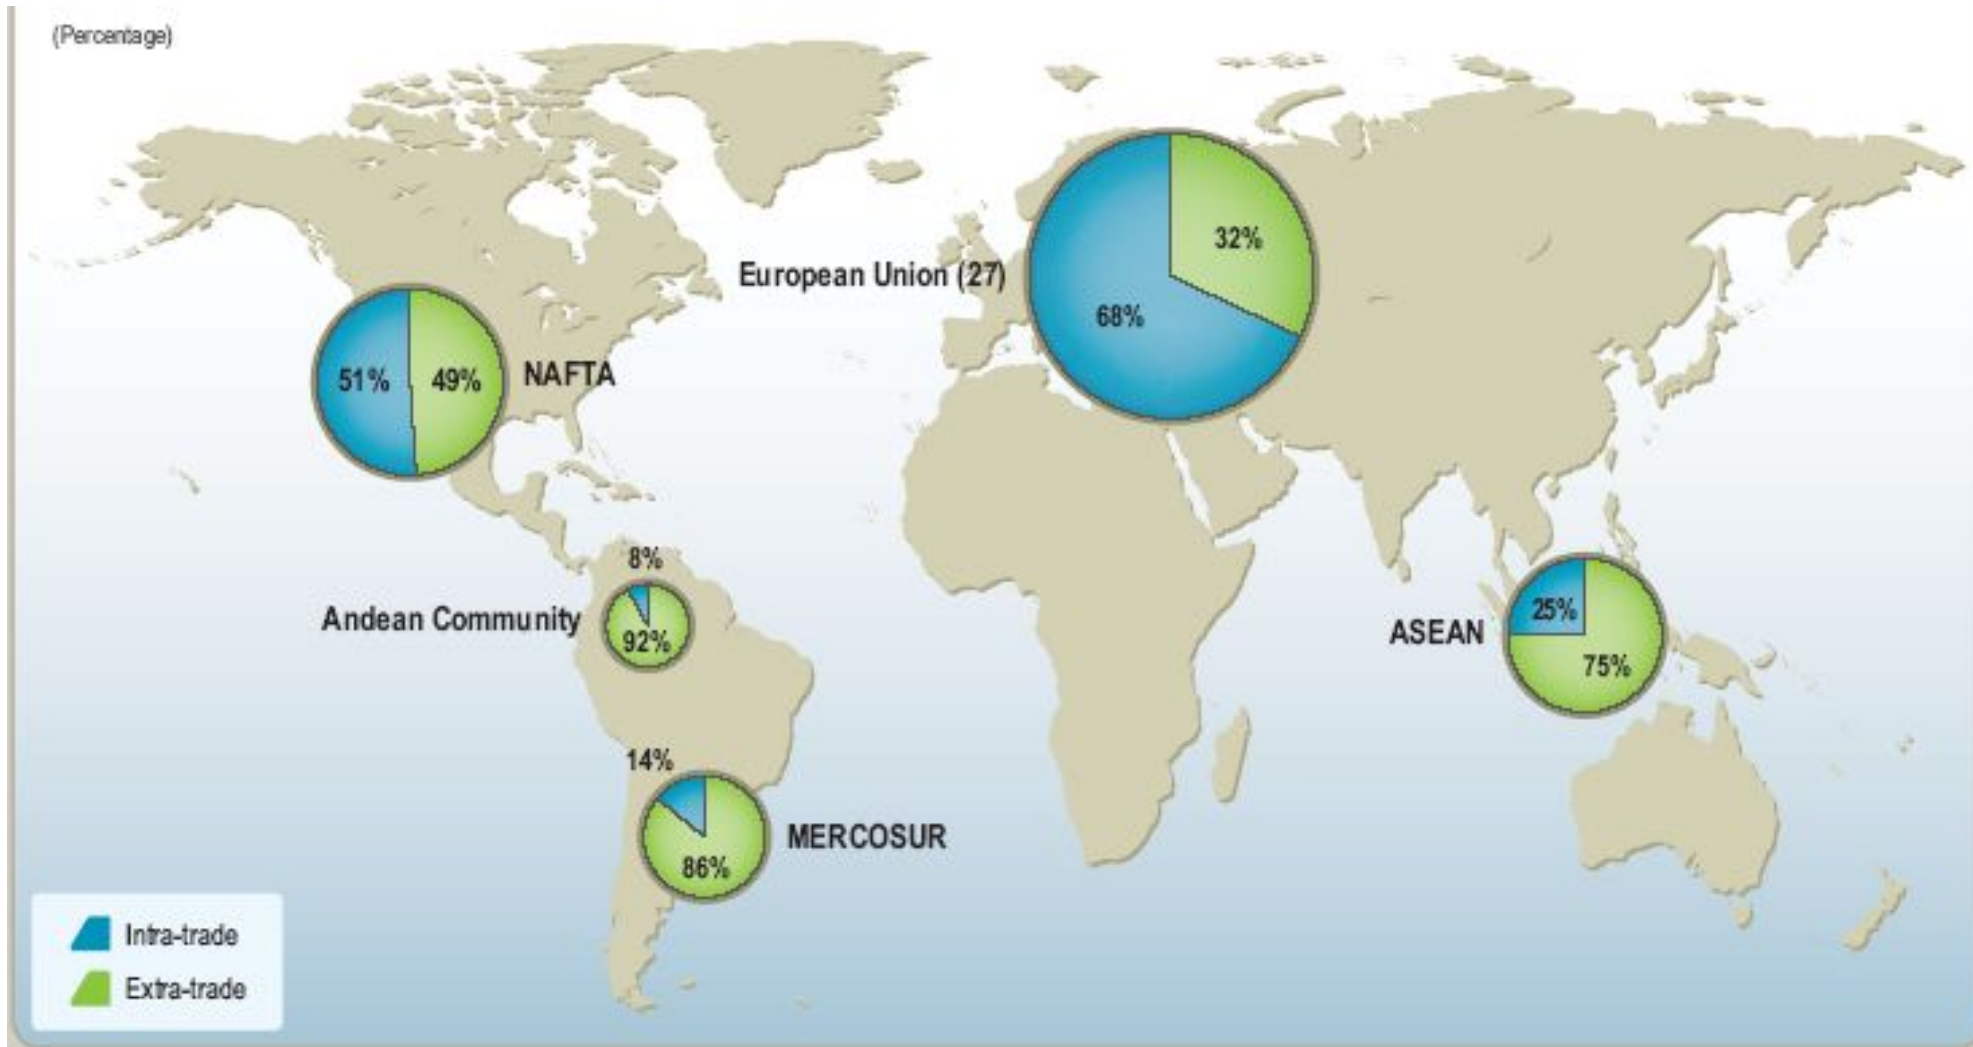 (Percentage)
32%
European Union (27)
68%
51%
49%
NAFTA
8%
Andean Community
92%
25%
ASEAN
75%
14%
MERCOSUR
86%
Intra-trade
Extra-trade